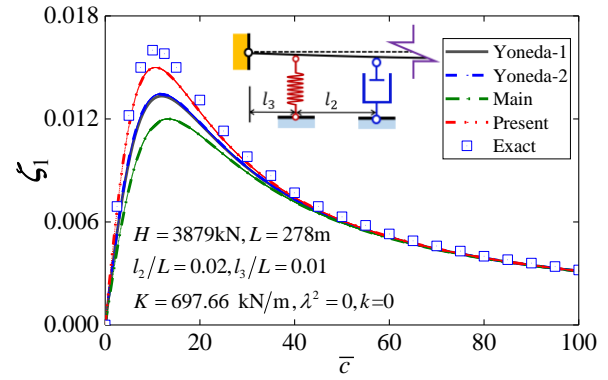 0.018
0.012
0.006
0.000
ζ₁
0 20 40 60 80 100
c̅
l₃ l₂
Yoneda-1
Yoneda-2
Main
Present
Exact
H = 3879kN, L = 278m
l₂/L = 0.02, l₃/L = 0.01
K = 697.66 kN/m, λ² = 0, k=0